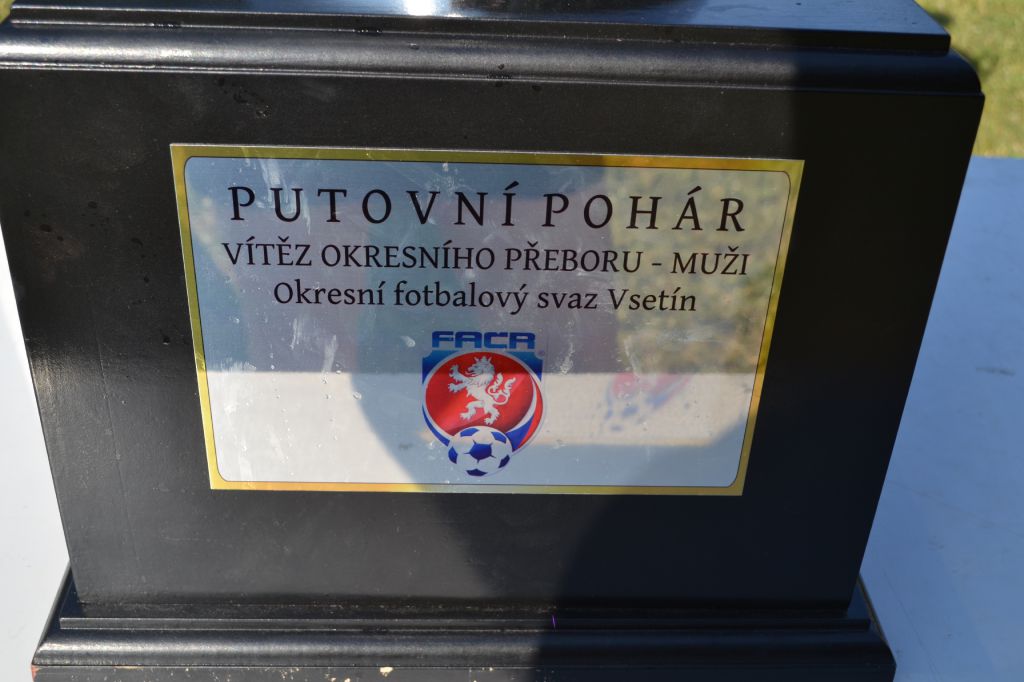 PUTOVNÍ POHÁR
VÍTĚZ OKRESNÍHO PŘEBORU - MUŽI
Okresní fotbalový svaz Vsetín
FAČR